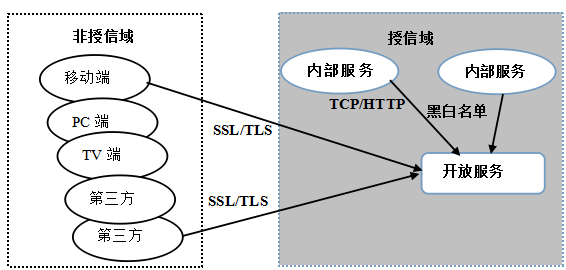 非授信域
移动端
PC 端
TV 端
第三方
第三方
SSL/TLS
SSL/TLS
授信域
内部服务
内部服务
TCP/HTTP
黑白名单
开放服务